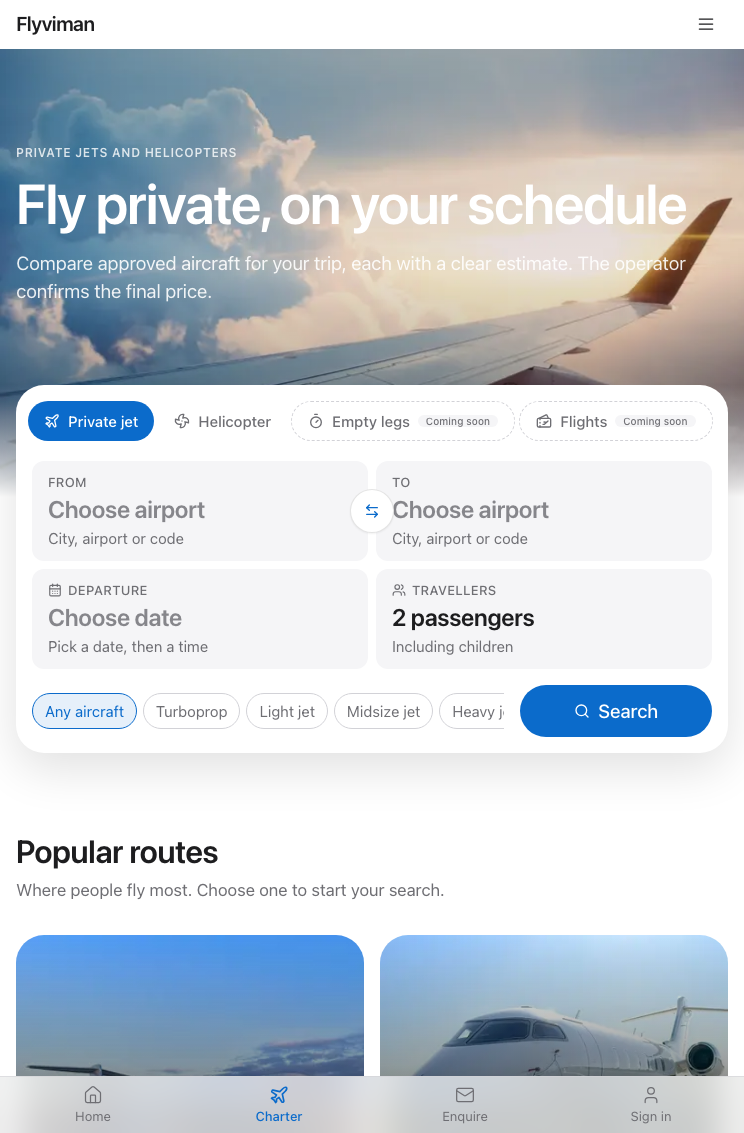 Flyviman
PRIVATE JETS AND HELICOPTERS
Fly private, on your schedule
Compare approved aircraft for your trip, each with a clear estimate. The operator
confirms the final price.
Private jet
Helicopter
Empty legs Coming soon
Flights Coming soon
FROM
Choose airport
City, airport or code
TO
Choose airport
City, airport or code
DEPARTURE
Choose date
Pick a date, then a time
TRAVELLERS
2 passengers
Including children
Any aircraft
Turboprop
Light jet
Midsize jet
Heavy
Search
Popular routes
Where people fly most. Choose one to start your search.
Home
Charter
Enquire
Sign in